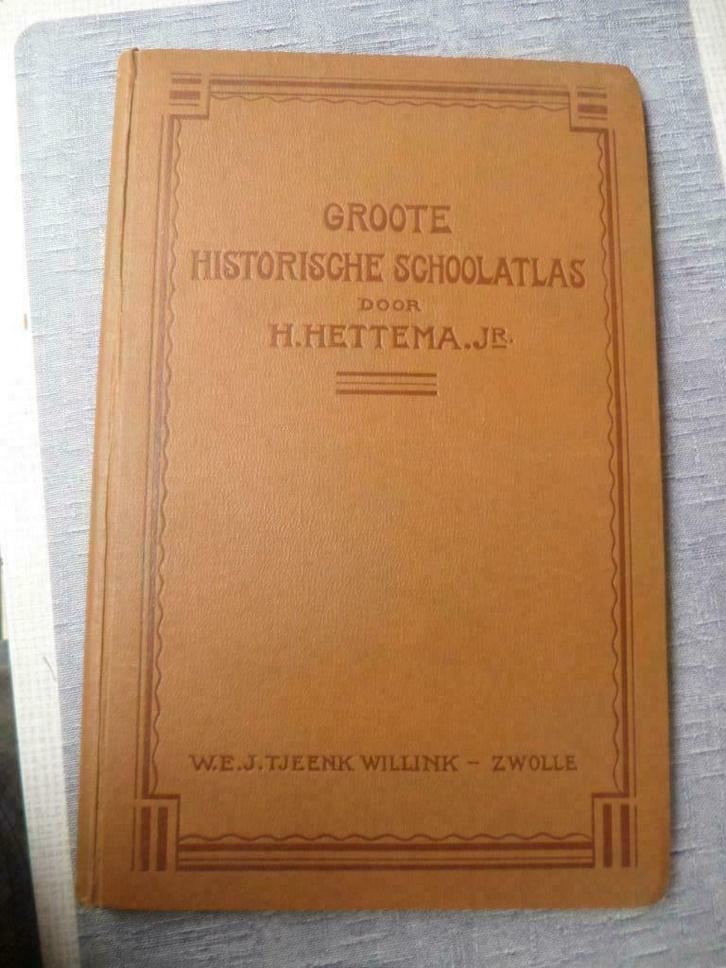 GROOTE
HISTORISCHE SCHOOLATLAS
DOOR
H. HETTEMA. JR.
W.E.J. TJEENK WILLINK – ZWOLLE